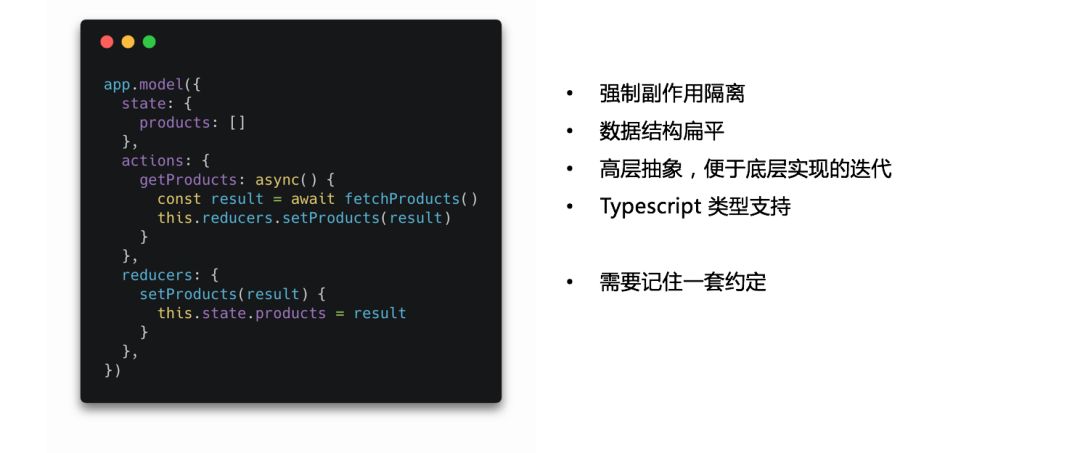 app.model({
  state: {
    products: []
  },
  actions: {
    getProducts: async() {
      const result = await fetchProducts()
      this.reducers.setProducts(result)
    }
  },
  reducers: {
    setProducts(result) {
      this.state.products = result
    }
  },
})
• 强制副作用隔离
• 数据结构扁平
• 高层抽象，便于底层实现的迭代
• Typescript 类型支持
• 需要记住一套约定